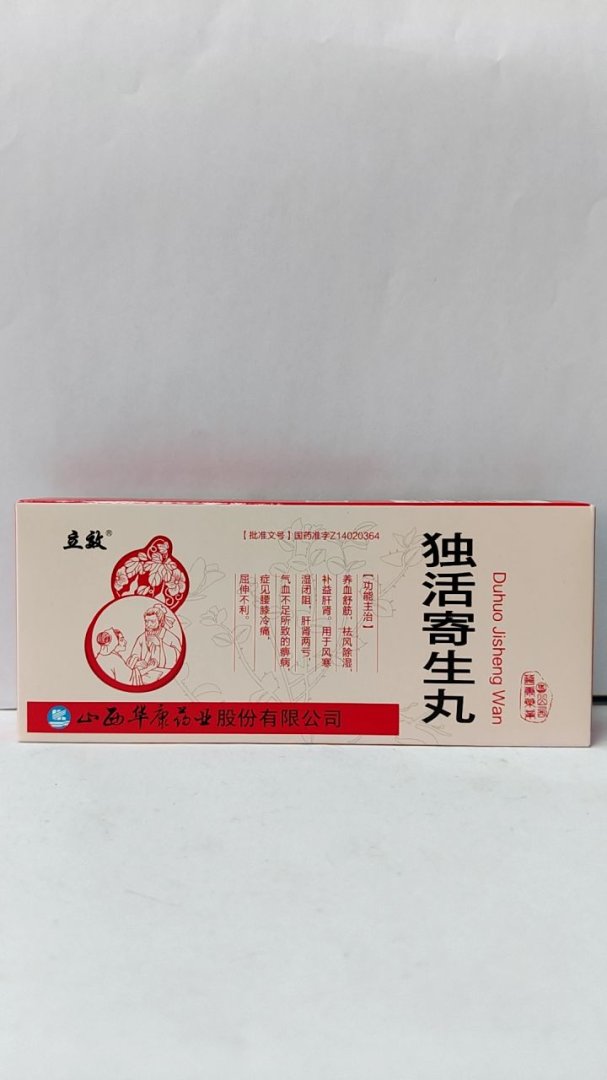 立效®
【批准文号】国药准字Z14020364
独活寄生丸
Duhuo Jisheng Wan
【功能主治】
养血舒筋，祛风除湿，
补益肝肾。用于风寒
湿闭阻，肝肾两亏，
气血不足所致的痹病，
症见腰膝冷痛，
屈伸不利。
山西华康药业股份有限公司